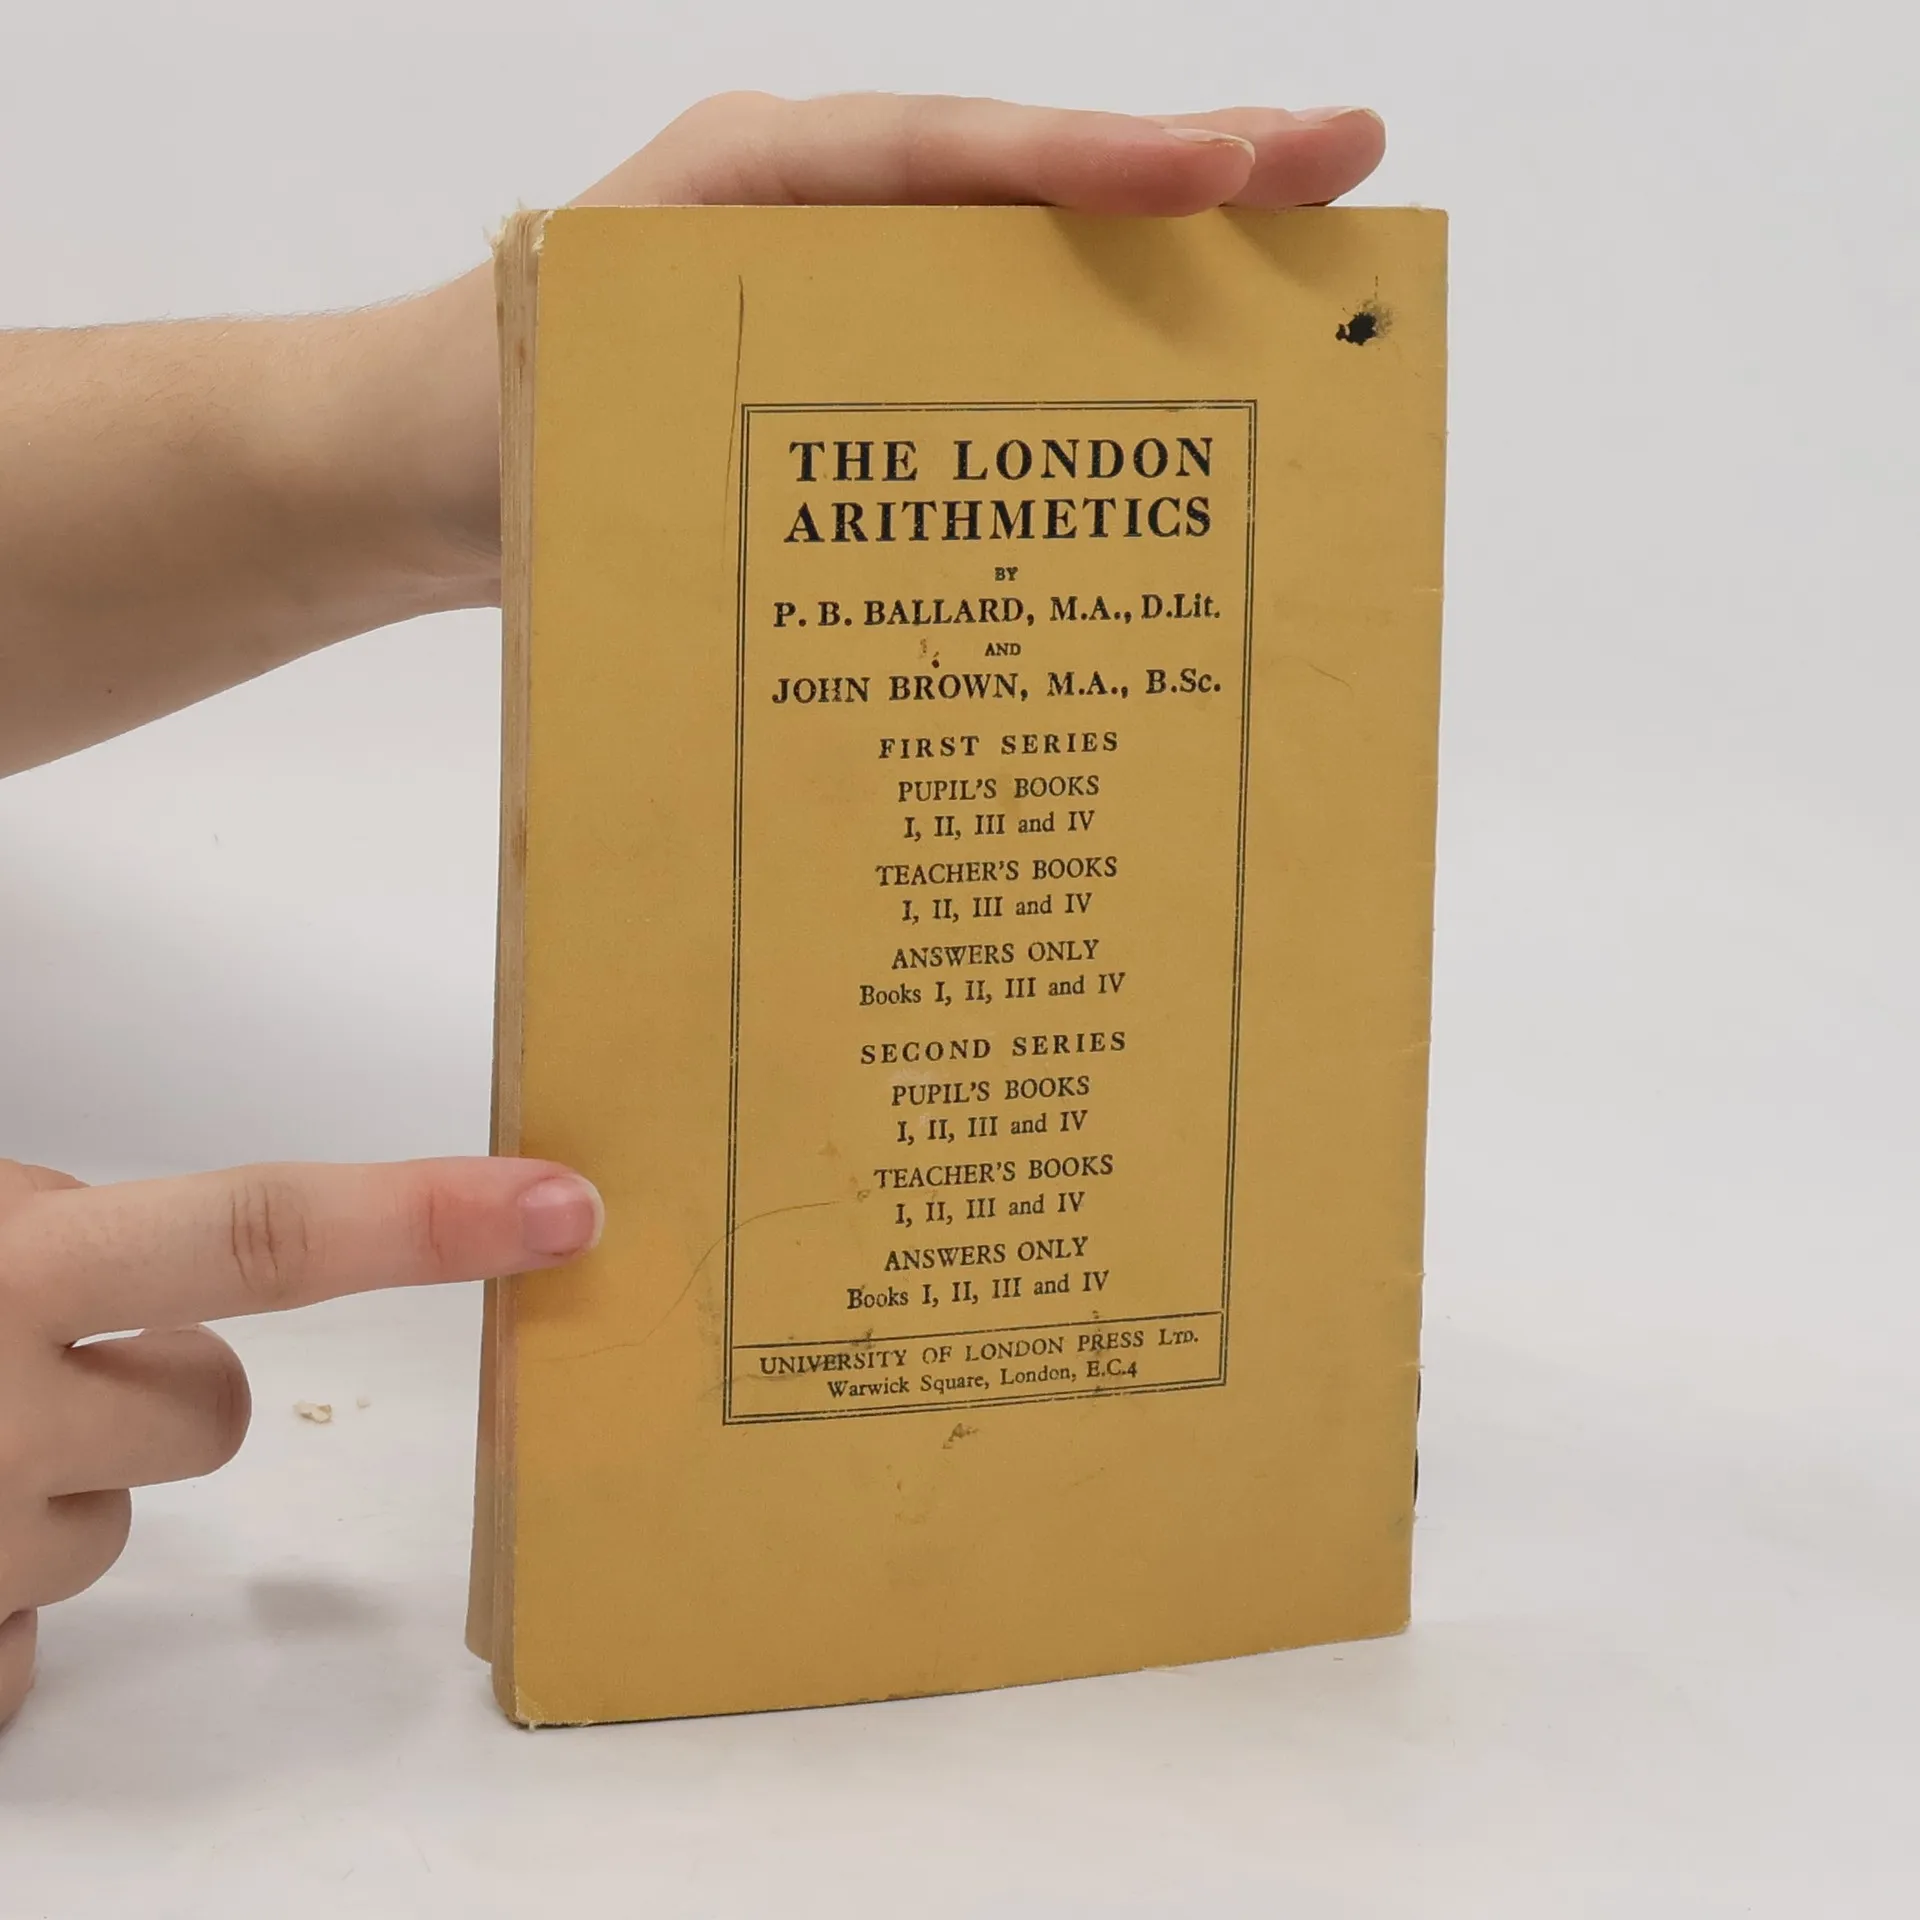 THE LONDON
ARITHMETICS
BY
P. B. BALLARD, M.A., D.Lit.
AND
JOHN BROWN, M.A., B.Sc.
FIRST SERIES
PUPIL'S BOOKS
I, II, III and IV
TEACHER'S BOOKS
I, II, III and IV
ANSWERS ONLY
Books I, II, III and IV
SECOND SERIES
PUPIL'S BOOKS
I, II, III and IV
TEACHER'S BOOKS
I, II, III and IV
ANSWERS ONLY
Books I, II, III and IV
UNIVERSITY OF LONDON PRESS LTD.
Warwick Square, London, E.C.4